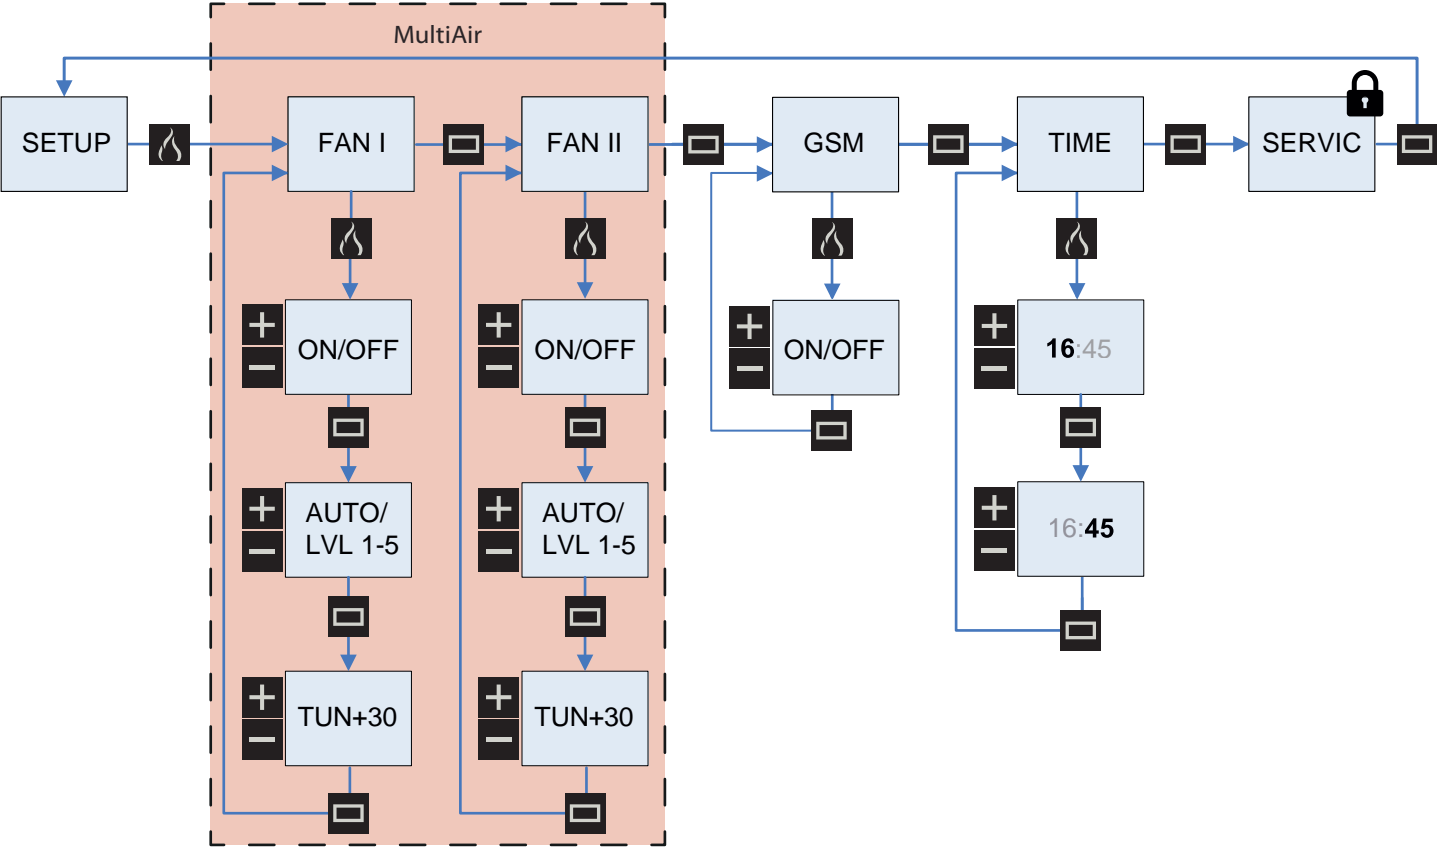 MultiAir
SETUP
FAN I
FAN II
GSM
TIME
SERVIC
ON/OFF
ON/OFF
ON/OFF
16:45
AUTO/
LVL 1-5
AUTO/
LVL 1-5
16:45
TUN+30
TUN+30